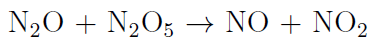 N₂O + N₂O₅ → NO + NO₂